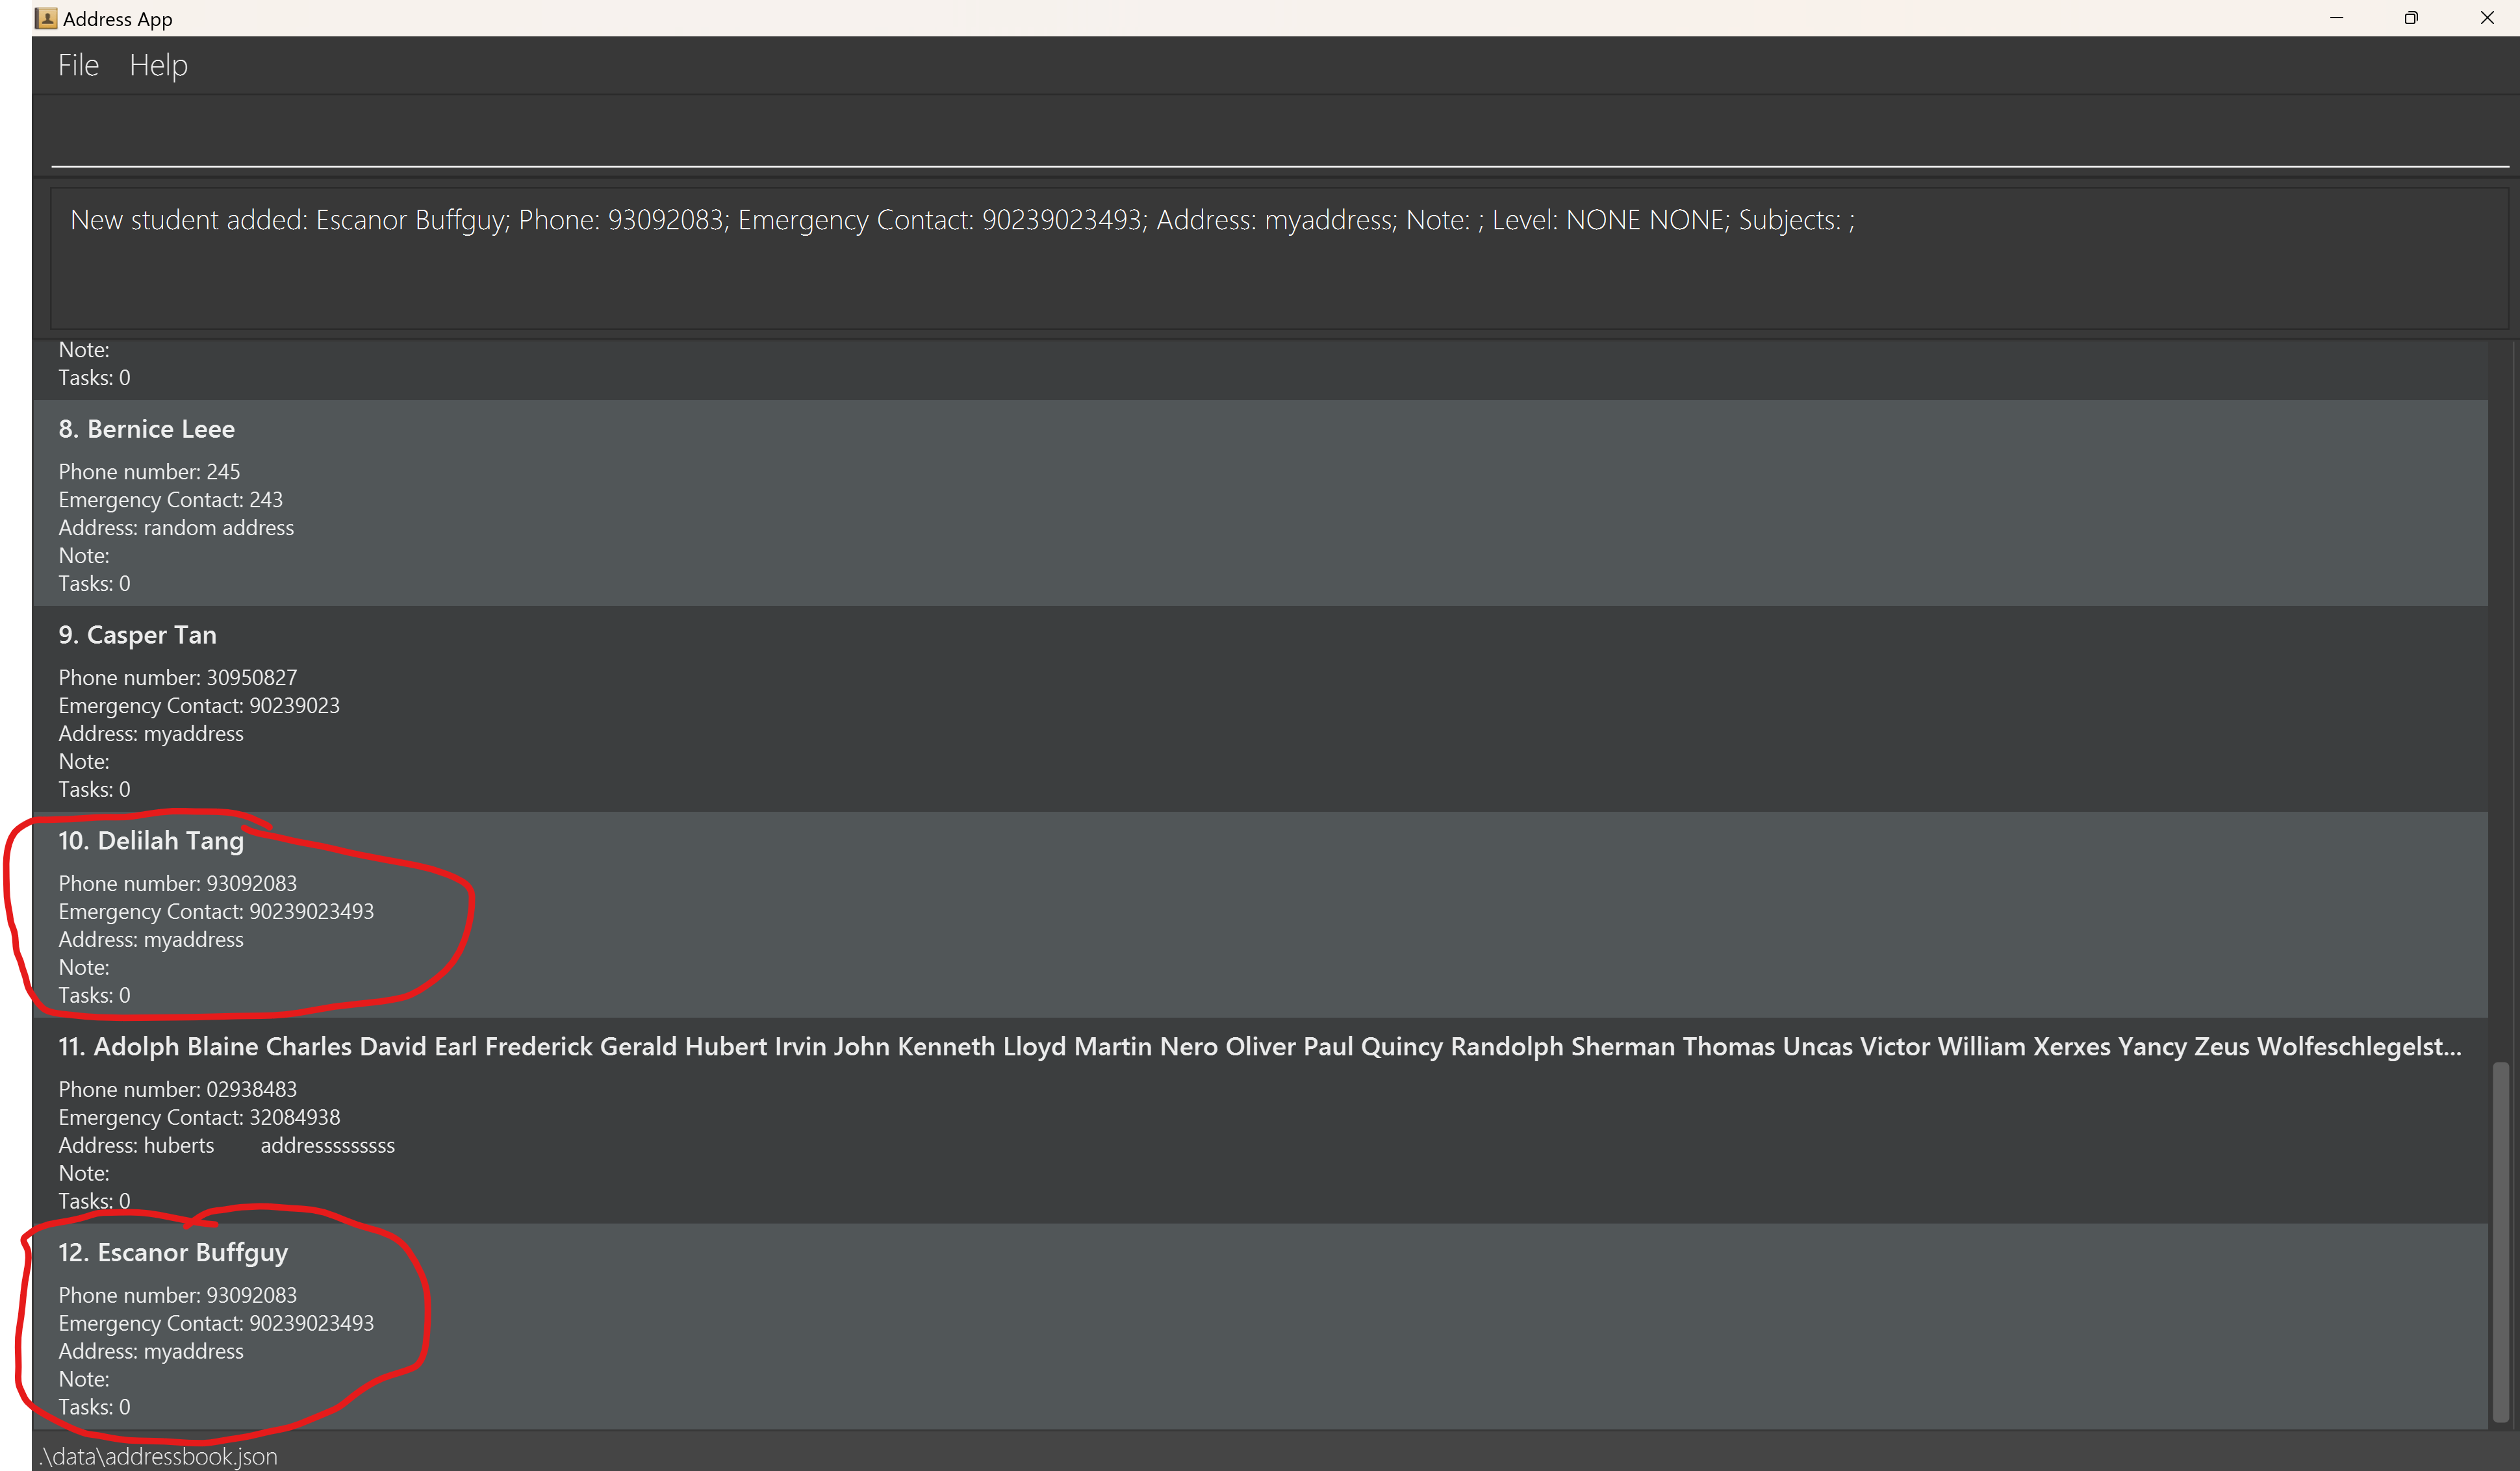 Address App
File Help
New student added: Escanor Buffguy; Phone: 93092083; Emergency Contact: 90239023493; Address: myaddress; Note: ; Level: NONE NONE; Subjects: ;
Note:
Tasks: 0
8. Bernice Leee
Phone number: 245
Emergency Contact: 243
Address: random address
Note:
Tasks: 0
9. Casper Tan
Phone number: 30950827
Emergency Contact: 90239023
Address: myaddress
Note:
Tasks: 0
10. Delilah Tang
Phone number: 93092083
Emergency Contact: 90239023493
Address: myaddress
Note:
Tasks: 0
11. Adolph Blaine Charles David Earl Frederick Gerald Hubert Irvin John Kenneth Lloyd Martin Nero Oliver Paul Quincy Randolph Sherman Thomas Uncas Victor William Xerxes Yancy Zeus Wolfeschlegelst...
Phone number: 02938483
Emergency Contact: 32084938
Address: huberts addresssssssss
Note:
Tasks: 0
12. Escanor Buffguy
Phone number: 93092083
Emergency Contact: 90239023493
Address: myaddress
Note:
Tasks: 0
.\data\addressbook.json